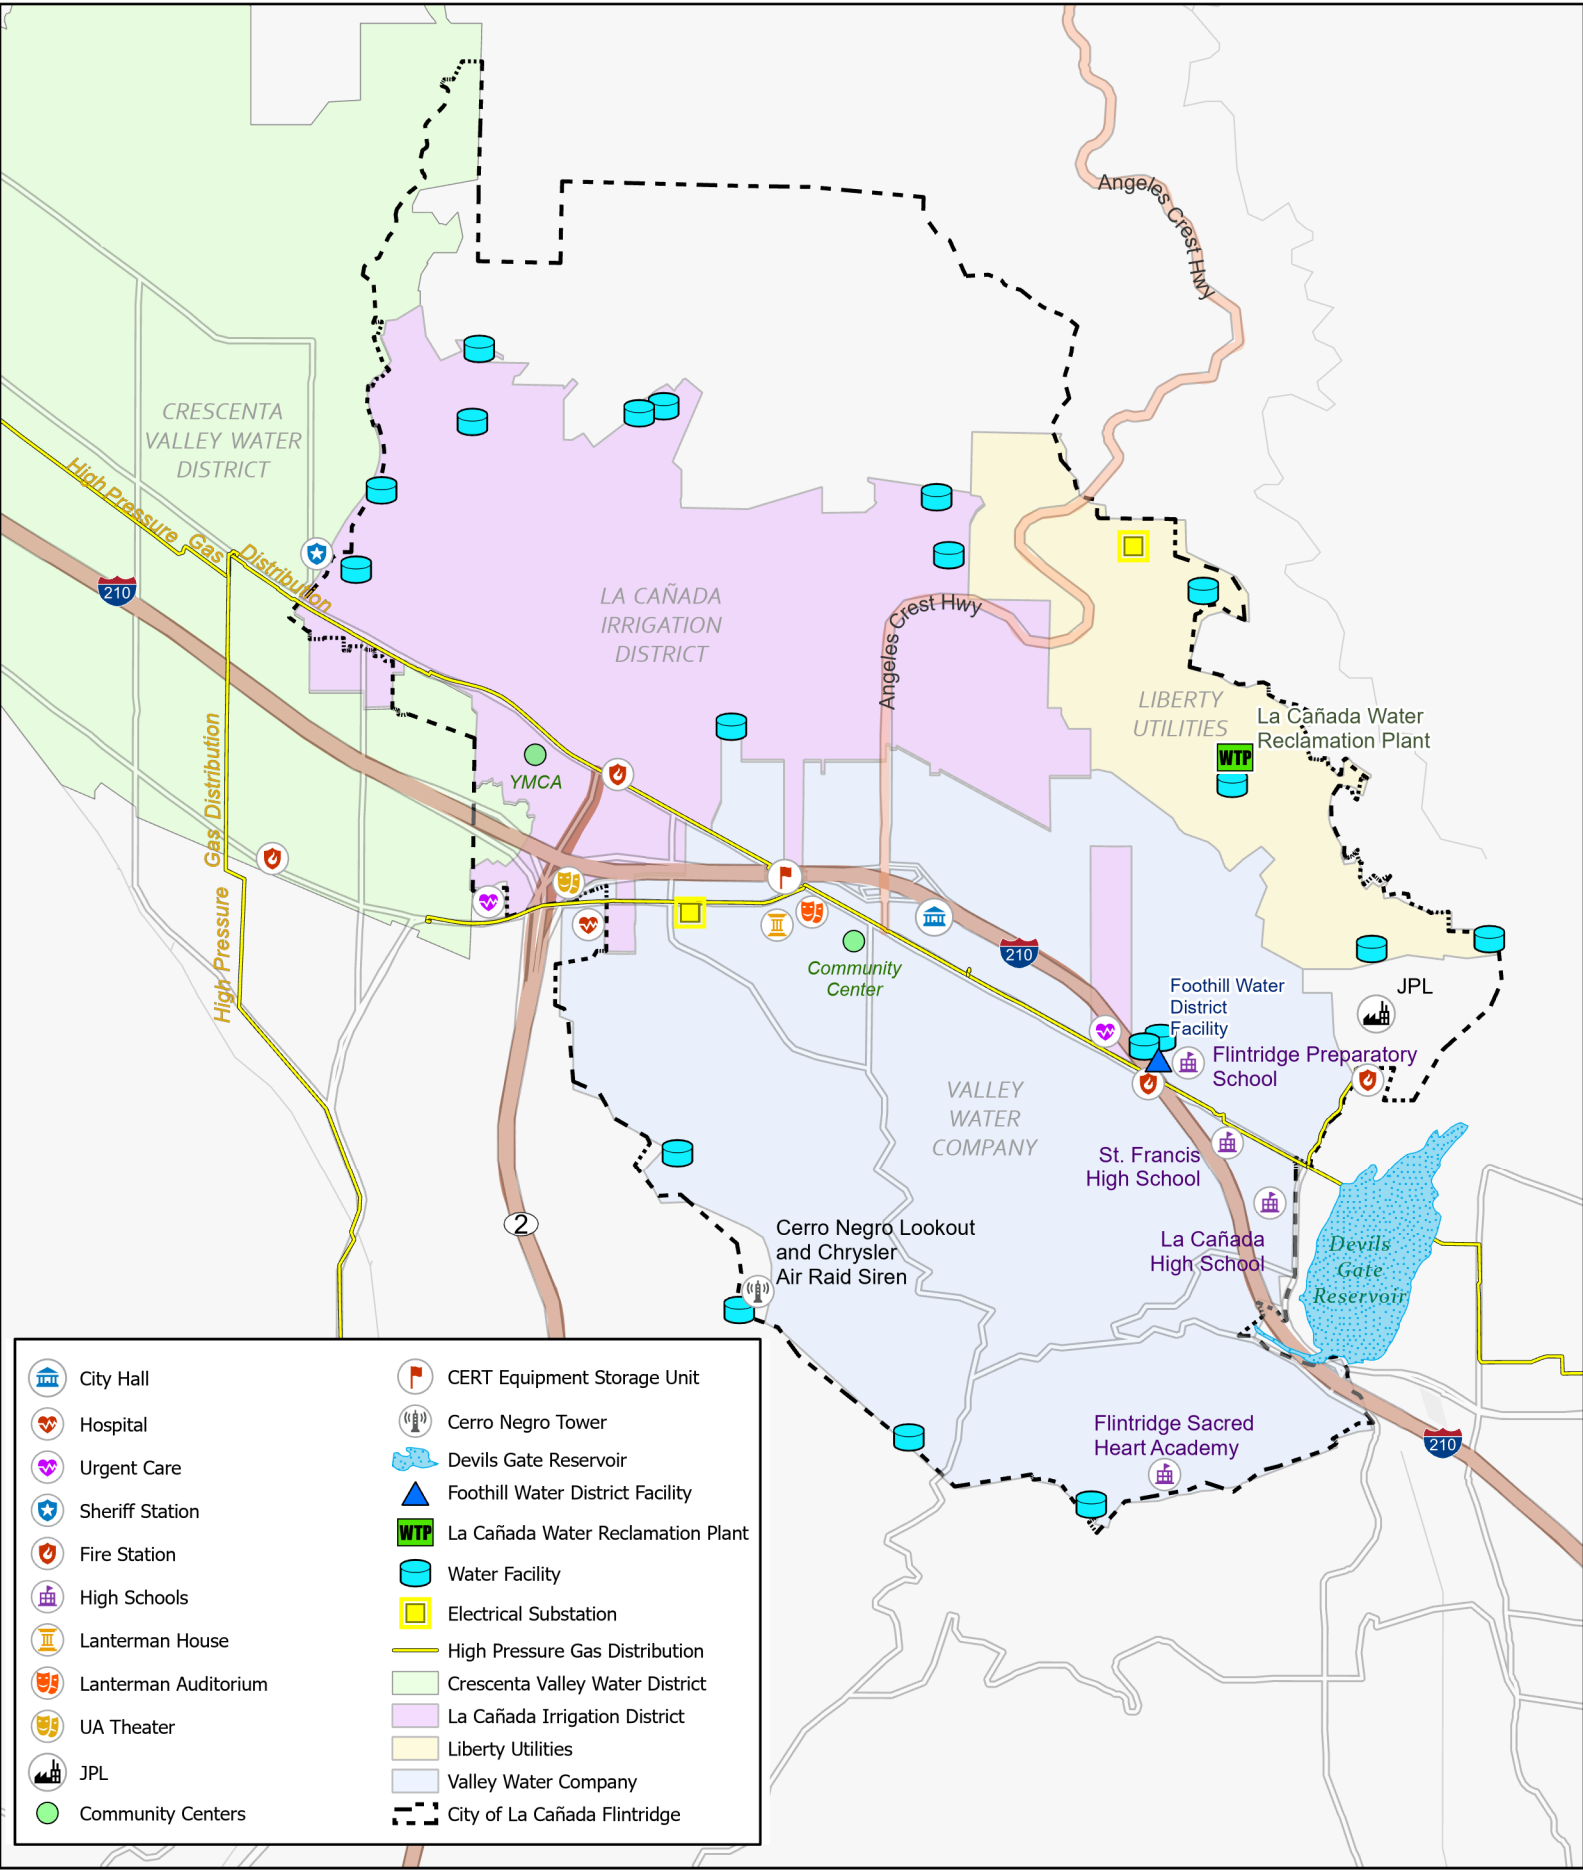 Angeles Crest Hwy
CRESCENTA
VALLEY WATER
DISTRICT
High Pressure Gas Distribution
210
LA CAÑADA
IRRIGATION
DISTRICT
Angeles Crest Hwy
LIBERTY
UTILITIES
La Cañada Water
Reclamation Plant
WTP
YMCA
High Pressure Gas Distribution
Community
Center
210
JPL
Foothill Water
District
Facility
Flintridge Preparatory
School
VALLEY
WATER
COMPANY
St. Francis
High School
2
Cerro Negro Lookout
and Chrysler
Air Raid Siren
La Cañada
High School
Devils
Gate
Reservoir
Flintridge Sacred
Heart Academy
210
City Hall
Hospital
Urgent Care
Sheriff Station
Fire Station
High Schools
Lanterman House
Lanterman Auditorium
UA Theater
JPL
Community Centers
CERT Equipment Storage Unit
Cerro Negro Tower
Devils Gate Reservoir
Foothill Water District Facility
WTP La Cañada Water Reclamation Plant
Water Facility
Electrical Substation
High Pressure Gas Distribution
Crescenta Valley Water District
La Cañada Irrigation District
Liberty Utilities
Valley Water Company
City of La Cañada Flintridge